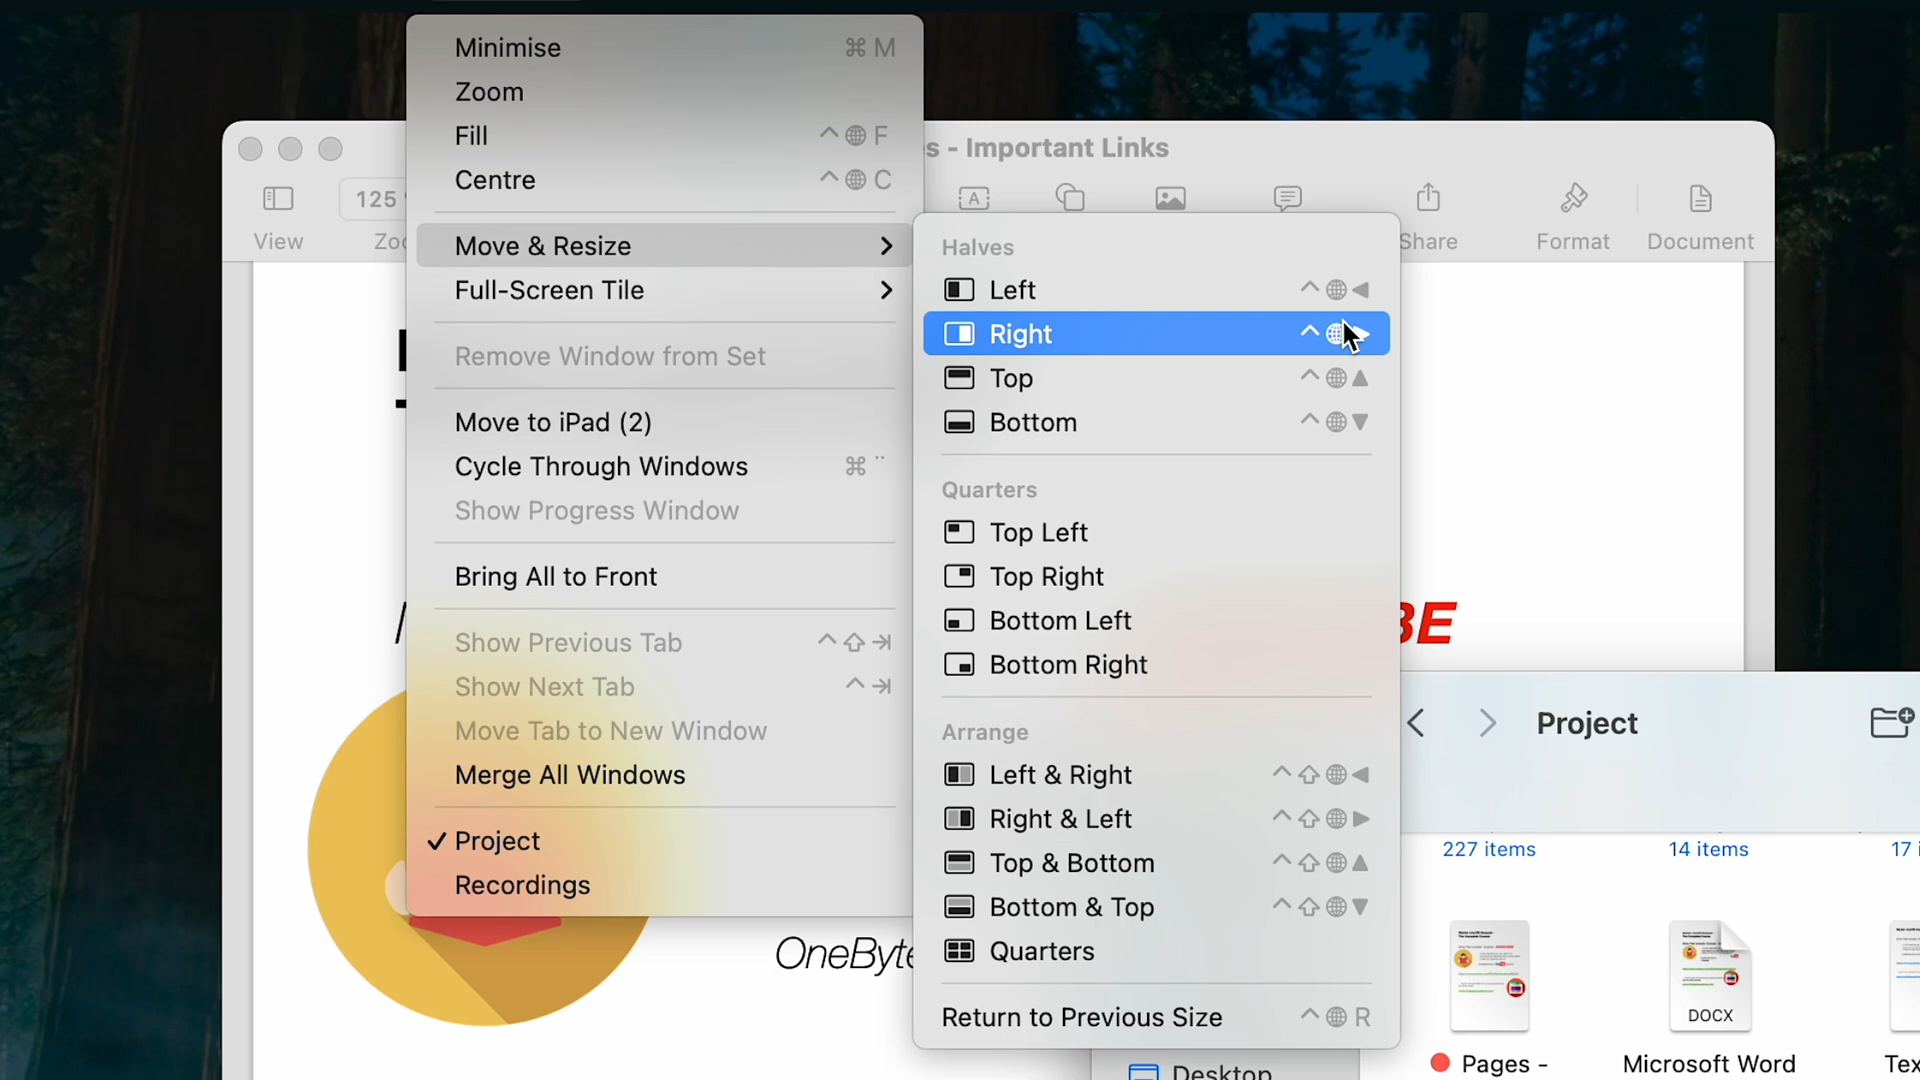 Minimise ⌘ M
Zoom
Fill ^ F
Centre ^ C
Move & Resize
Full-Screen Tile
Remove Window from Set
Move to iPad (2)
Cycle Through Windows ⌘ ¨
Show Progress Window
Bring All to Front
Show Previous Tab ^ ⇧ ⇥
Show Next Tab ^ ⇥
Move Tab to New Window
Merge All Windows
✓ Project
Recordings
s - Important Links
125
View
Share
Format
Document
Halves
Left ^ ◀
Right ^ ▶
Top ^ ▲
Bottom ^ ▼
Quarters
Top Left
Top Right
Bottom Left
Bottom Right
Arrange
Left & Right ^ ⇧ ◀
Right & Left ^ ⇧ ▶
Top & Bottom ^ ⇧ ▲
Bottom & Top ^ ⇧ ▼
Quarters
Return to Previous Size ^ R
BE
OneByte
Desktop
Project
227 items
14 items
17 i
DOCX
Pages -
Microsoft Word
Tex